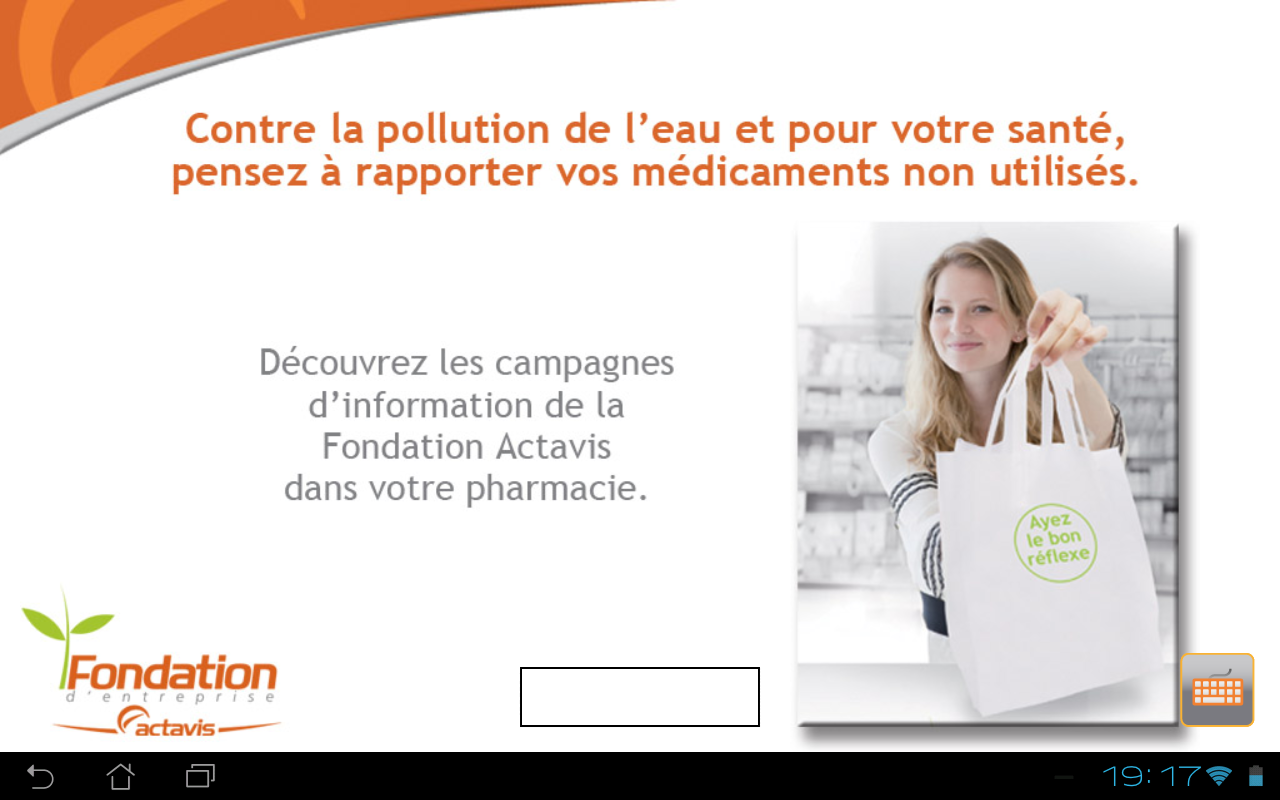 Contre la pollution de l'eau et pour votre santé,
pensez à rapporter vos médicaments non utilisés.
Découvrez les campagnes
d'information de la
Fondation Actavis
dans votre pharmacie.
Ayez
le bon
réflexe
Fondation
d'entreprise
actavis
19:17